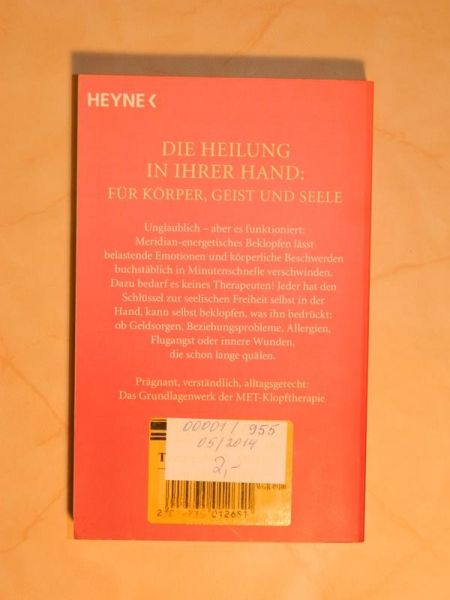 HEYNE <
DIE HEILUNG
IN IHRER HAND:
FÜR KÖRPER, GEIST UND SEELE
Unglaublich – aber es funktioniert:
Meridian-energetisches Beklopfen lässt
belastende Emotionen und körperliche Beschwerden
buchstäblich in Minutenschnelle verschwinden.
Dazu bedarf es keines Therapeuten! Jeder hat den
Schlüssel zur seelischen Freiheit selbst in der
Hand, kann selbst beklopfen, was ihn bedrückt:
ob Geldsorgen, Beziehungsprobleme, Allergien,
Flugangst oder innere Wunden,
die schon lange quälen.
Prägnant, verständlich, alltagsgerecht:
Das Grundlagenwerk der MET-Klopftherapie
00001 / 955
05/2014
2,-